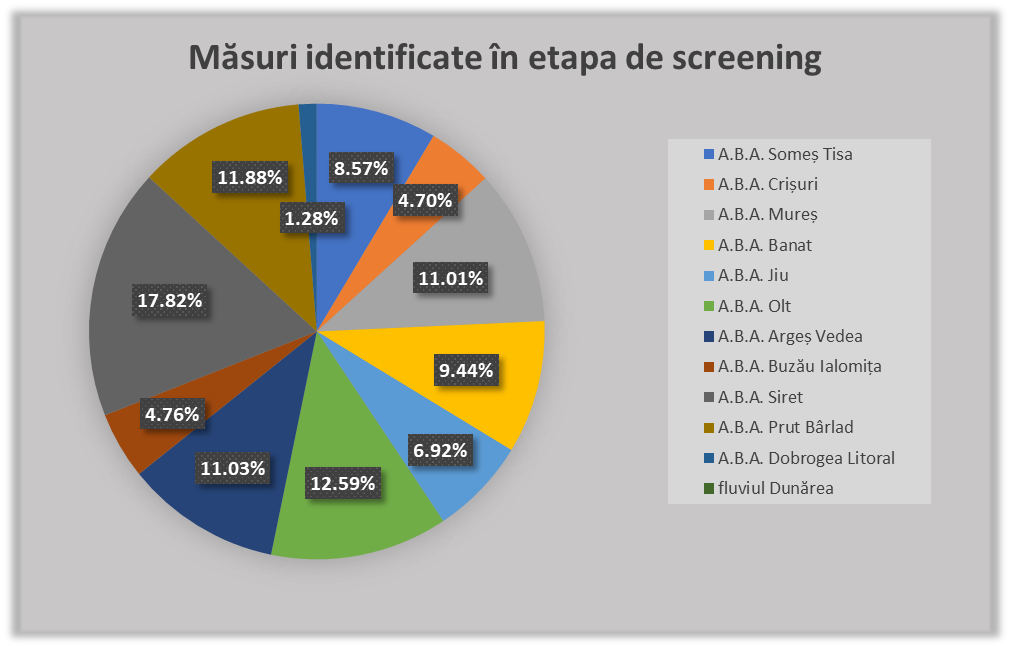 Măsuri identificate în etapa de screening
8.57%
4.70%
11.01%
9.44%
6.92%
12.59%
11.03%
4.76%
17.82%
11.88%
1.28%
A.B.A. Someș Tisa
A.B.A. Crișuri
A.B.A. Mureș
A.B.A. Banat
A.B.A. Jiu
A.B.A. Olt
A.B.A. Argeș Vedea
A.B.A. Buzău Ialomița
A.B.A. Siret
A.B.A. Prut Bârlad
A.B.A. Dobrogea Litoral
fluviul Dunărea